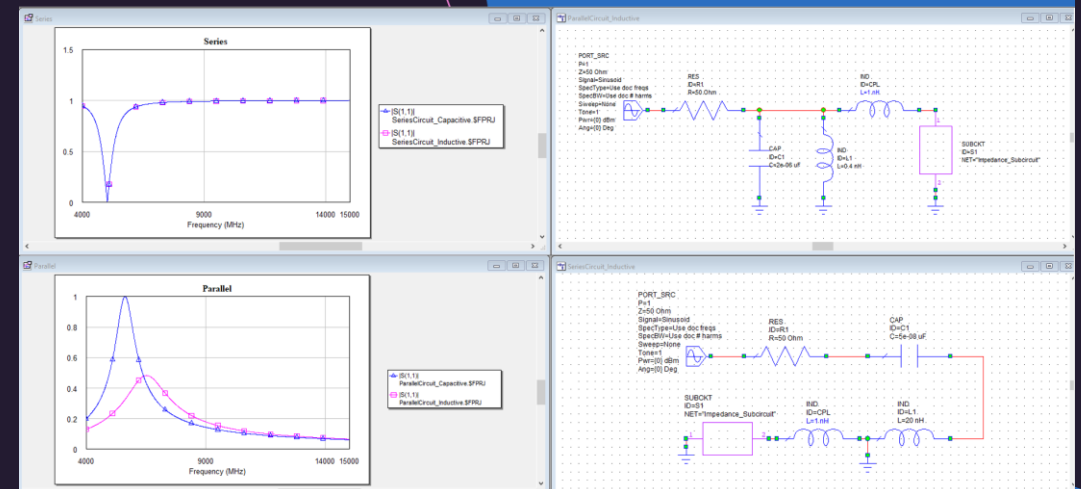 Series
Series
1.5
1
0.5
0
4000
9000
14000 15000
Frequency (MHz)
|S(1,1)|
SeriesCircuit_Capacitive.$FPRJ
|S(1,1)|
SeriesCircuit_Inductive.$FPRJ
ParallelCircuit_Inductive
PORT_SRC
P=1
Z=50 Ohm
Signal=Sinusoid
SpecType=Use doc freqs
SpecBW=Use doc # harms
Sweep=None
Tone=1
Pwr={0} dBm
Ang={0} Deg
RES
ID=R1
R=50 Ohm
IND
ID=CPL
L=1 nH
CAP
ID=C1
C=2e-06 uF
IND
ID=L1
L=0.4 nH
1
2
SUBCKT
ID=S1
NET="Impedance_Subcircuit"
Parallel
Parallel
1
0.8
0.6
0.4
0.2
0
4000
9000
14000 15000
Frequency (MHz)
|S(1,1)|
ParallelCircuit_Capacitive.$FPRJ
|S(1,1)|
ParallelCircuit_Inductive.$FPRJ
SeriesCircuit_Inductive
PORT_SRC
P=1
Z=50 Ohm
Signal=Sinusoid
SpecType=Use doc freqs
SpecBW=Use doc # harms
Sweep=None
Tone=1
Pwr={0} dBm
Ang={0} Deg
RES
ID=R1
R=50 Ohm
CAP
ID=C1
C=5e-08 uF
SUBCKT
ID=S1
NET="Impedance_Subcircuit"
1
2
IND
ID=CPL
L=1 nH
IND
ID=L1
L=20 nH